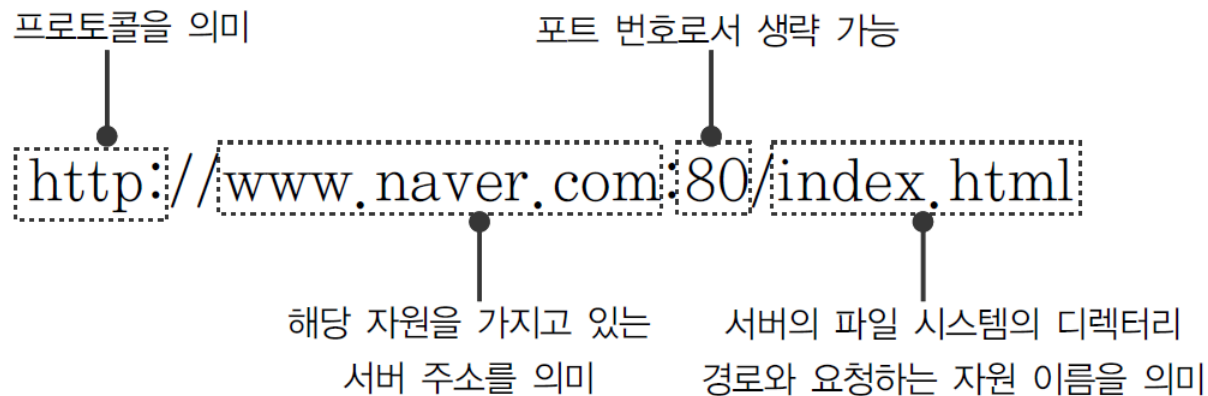 프로토콜을 의미
포트 번호로서 생략 가능
http://www.naver.com:80/index.html
해당 자원을 가지고 있는
서버 주소를 의미
서버의 파일 시스템의 디렉터리
경로와 요청하는 자원 이름을 의미